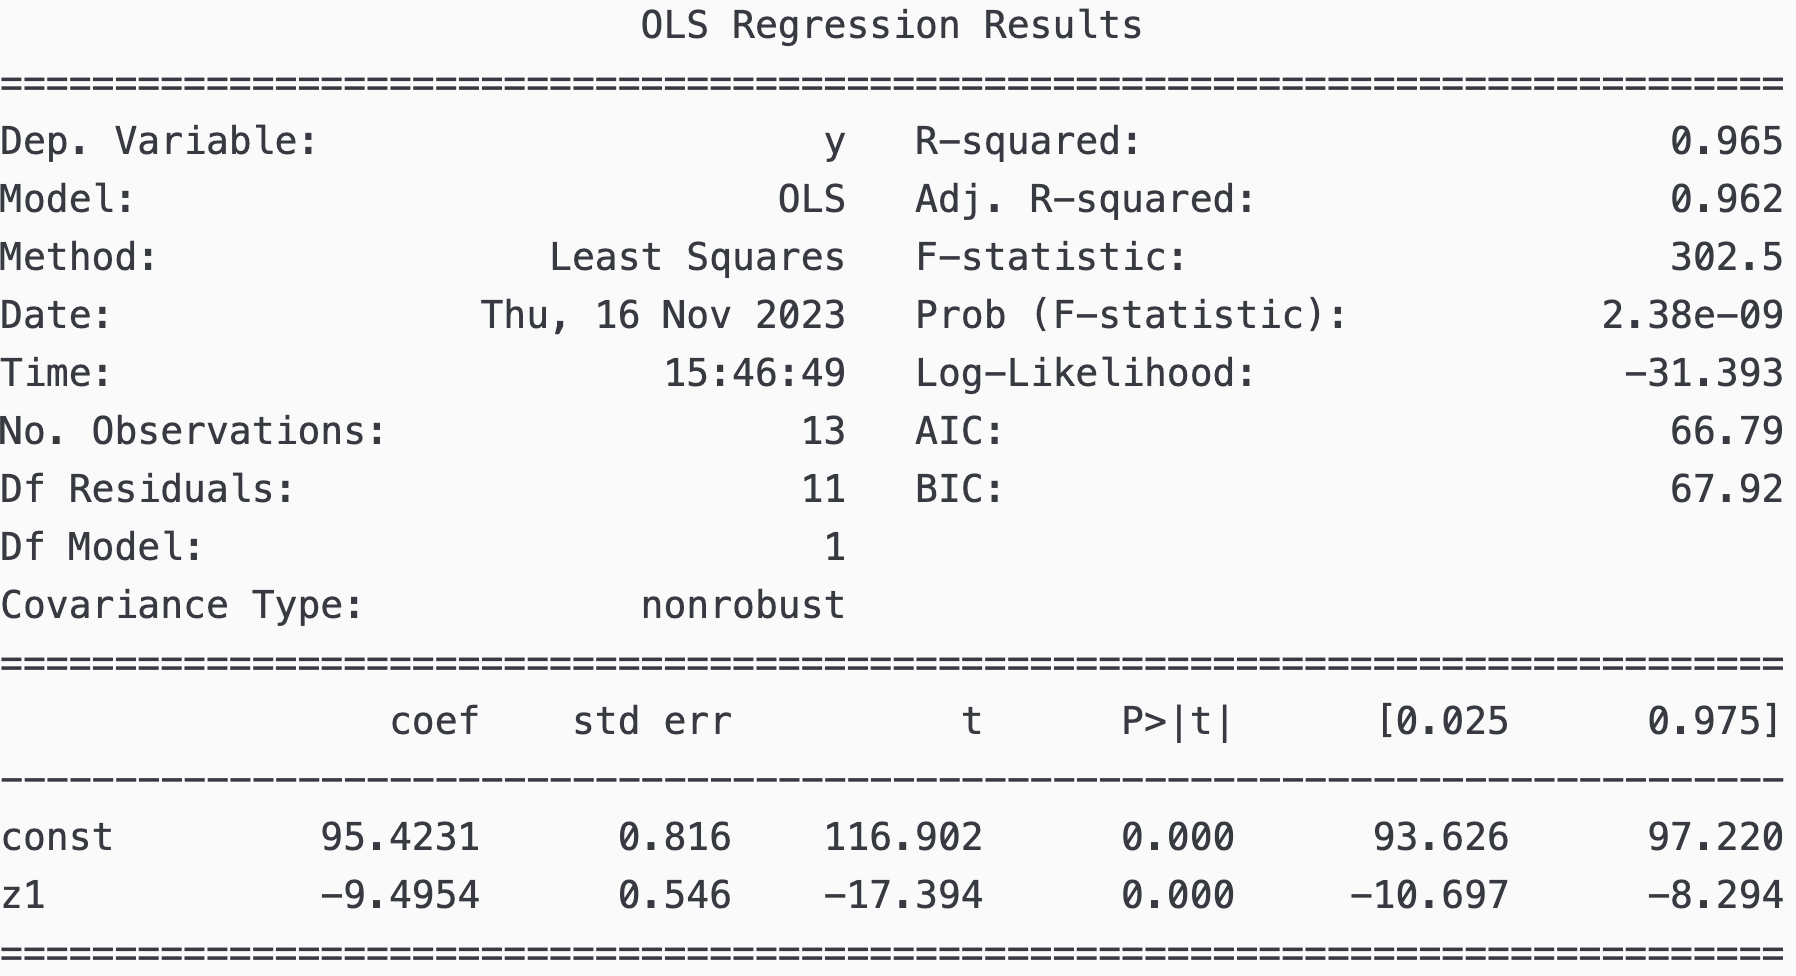 OLS Regression Results
==============================================================================
Dep. Variable:                      y   R-squared:                       0.965
Model:                            OLS   Adj. R-squared:                  0.962
Method:                 Least Squares   F-statistic:                     302.5
Date:                Thu, 16 Nov 2023   Prob (F-statistic):           2.38e-09
Time:                        15:46:49   Log-Likelihood:                -31.393
No. Observations:                  13   AIC:                             66.79
Df Residuals:                      11   BIC:                             67.92
Df Model:                           1
Covariance Type:            nonrobust
==============================================================================
                 coef    std err          t      P>|t|      [0.025      0.975]
------------------------------------------------------------------------------
const         95.4231      0.816    116.902      0.000      93.626      97.220
z1            -9.4954      0.546    -17.394      0.000     -10.697      -8.294
==============================================================================